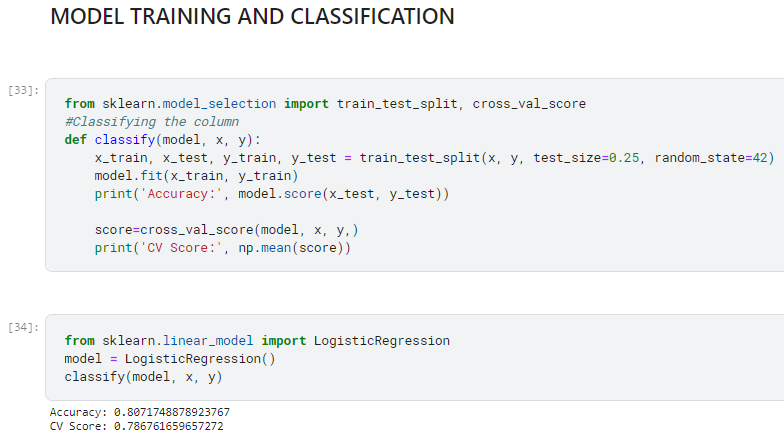 MODEL TRAINING AND CLASSIFICATION
[33]:
from sklearn.model_selection import train_test_split, cross_val_score
#Classifying the column
def classify(model, x, y):
    x_train, x_test, y_train, y_test = train_test_split(x, y, test_size=0.25, random_state=42)
    model.fit(x_train, y_train)
    print('Accuracy:', model.score(x_test, y_test))
    score=cross_val_score(model, x, y,)
    print('CV Score:', np.mean(score))
[34]:
from sklearn.linear_model import LogisticRegression
model = LogisticRegression()
classify(model, x, y)
Accuracy: 0.8071748878923767
CV Score: 0.786761659657272